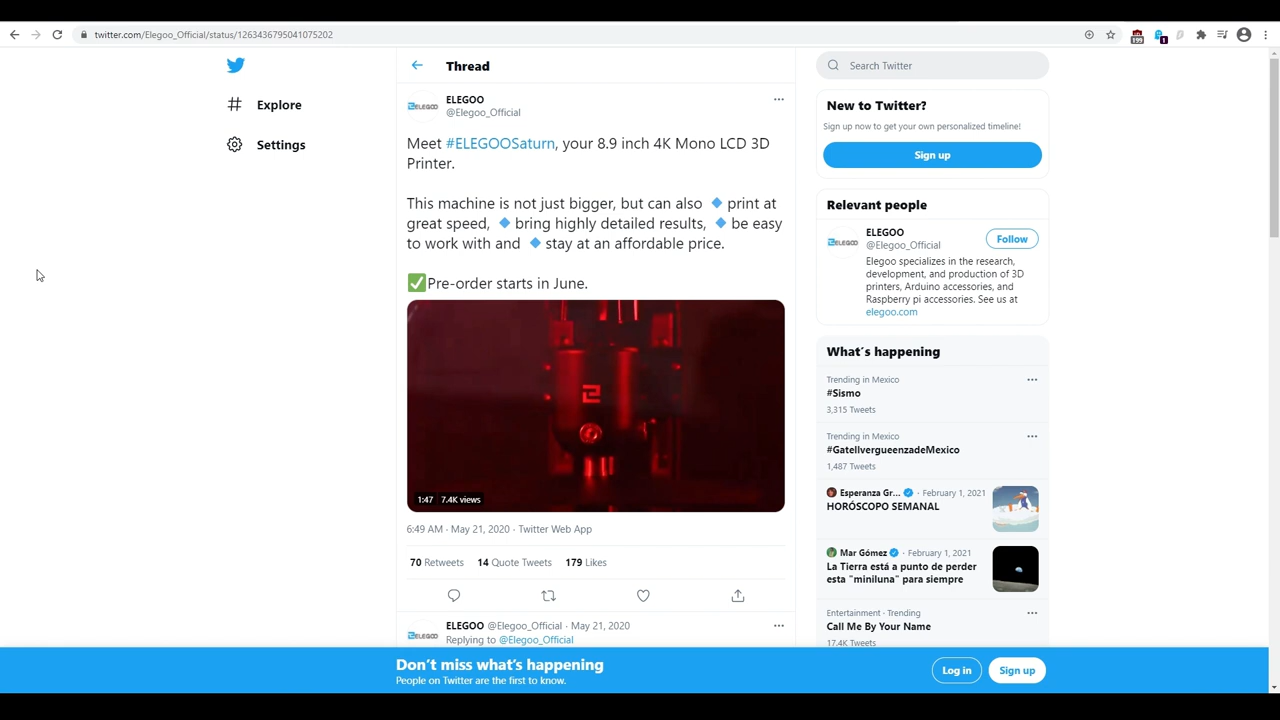 twitter.com/Elegoo_Official/status/1263436795041075202
199
1
Explore
Settings
Thread
ELEGOO
ELEGOO
@Elegoo_Official
Meet #ELEGOOSaturn, your 8.9 inch 4K Mono LCD 3D
Printer.
This machine is not just bigger, but can also 🔹 print at
great speed, 🔹 bring highly detailed results, 🔹 be easy
to work with and 🔹 stay at an affordable price.
✅Pre-order starts in June.
1:47 7.4K views
6:49 AM · May 21, 2020 · Twitter Web App
70 Retweets 14 Quote Tweets 179 Likes
ELEGOO
ELEGOO @Elegoo_Official · May 21, 2020
Replying to @Elegoo_Official
Search Twitter
New to Twitter?
Sign up now to get your own personalized timeline!
Sign up
Relevant people
ELEGOO
ELEGOO
@Elegoo_Official
Follow
Elegoo specializes in the research,
development, and production of 3D
printers, Arduino accessories, and
Raspberry pi accessories. See us at
elegoo.com
What's happening
Trending in Mexico
#Sismo
3,315 Tweets
Trending in Mexico
#GatellvergueenzadeMexico
1,487 Tweets
Esperanza Gr... · February 1, 2021
HORÓSCOPO SEMANAL
Mar Gómez · February 1, 2021
La Tierra está a punto de perder
esta "miniluna" para siempre
Entertainment · Trending
Call Me By Your Name
17.4K Tweets
Don't miss what's happening
People on Twitter are the first to know.
Log in
Sign up